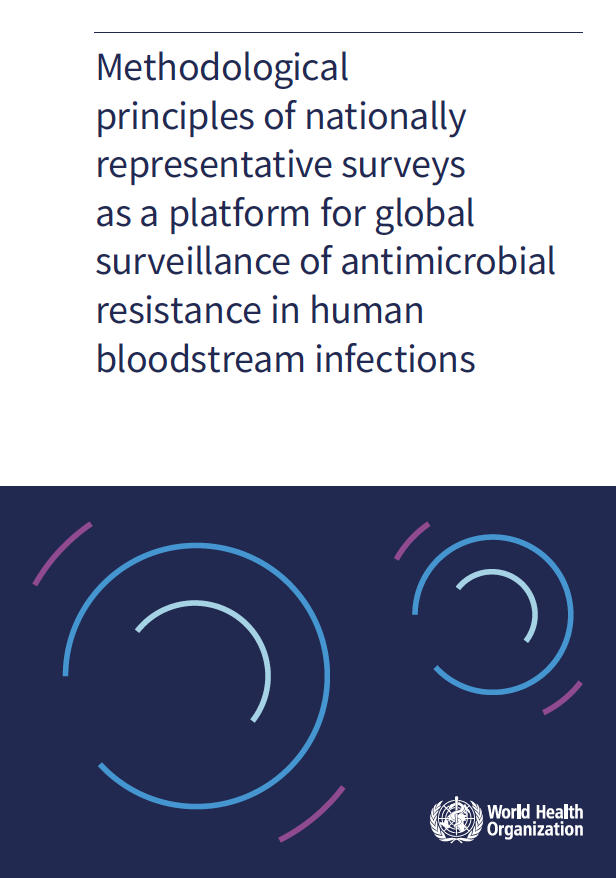 Methodological
principles of nationally
representative surveys
as a platform for global
surveillance of antimicrobial
resistance in human
bloodstream infections
World Health
Organization